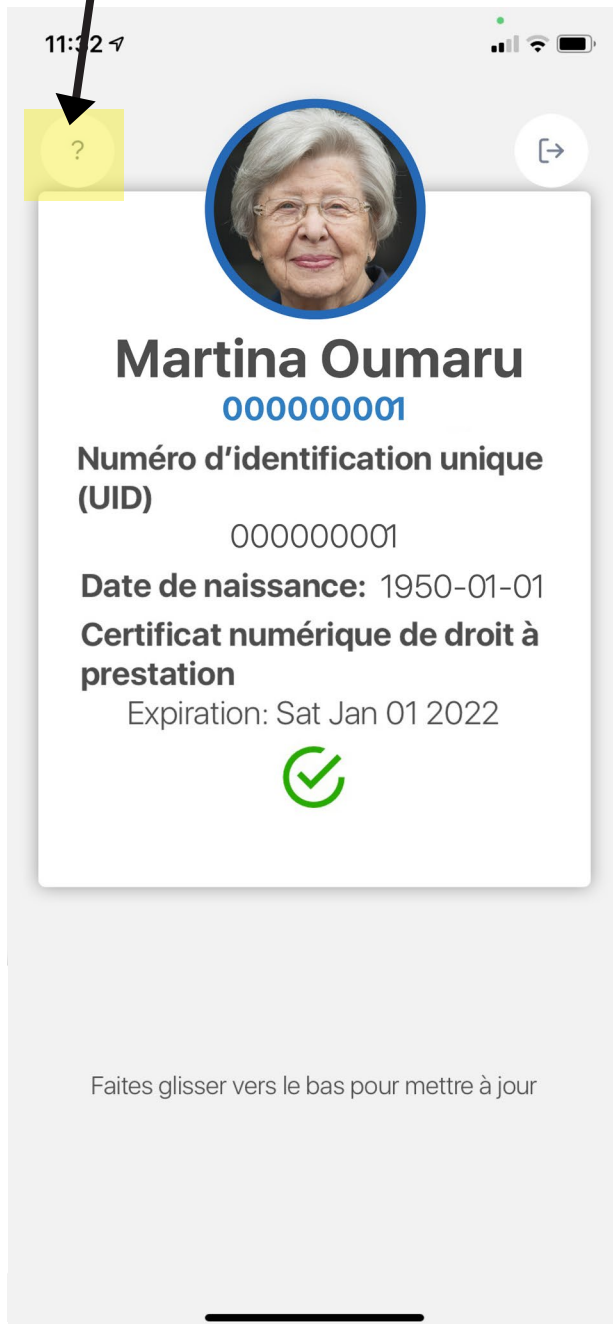 11:32
?
Martina Oumaru
000000001
Numéro d’identification unique
(UID)
000000001
Date de naissance: 1950-01-01
Certificat numérique de droit à
prestation
Expiration: Sat Jan 01 2022
Faites glisser vers le bas pour mettre à jour